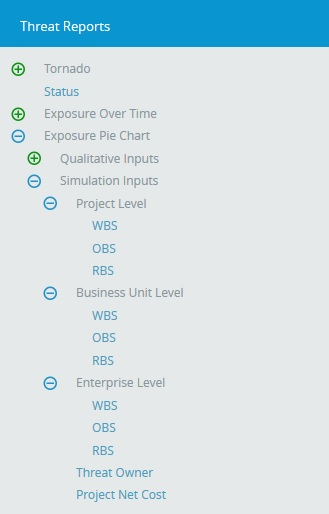 Threat Reports
Tornado
Status
Exposure Over Time
Exposure Pie Chart
Qualitative Inputs
Simulation Inputs
Project Level
WBS
OBS
RBS
Business Unit Level
WBS
OBS
RBS
Enterprise Level
WBS
OBS
RBS
Threat Owner
Project Net Cost